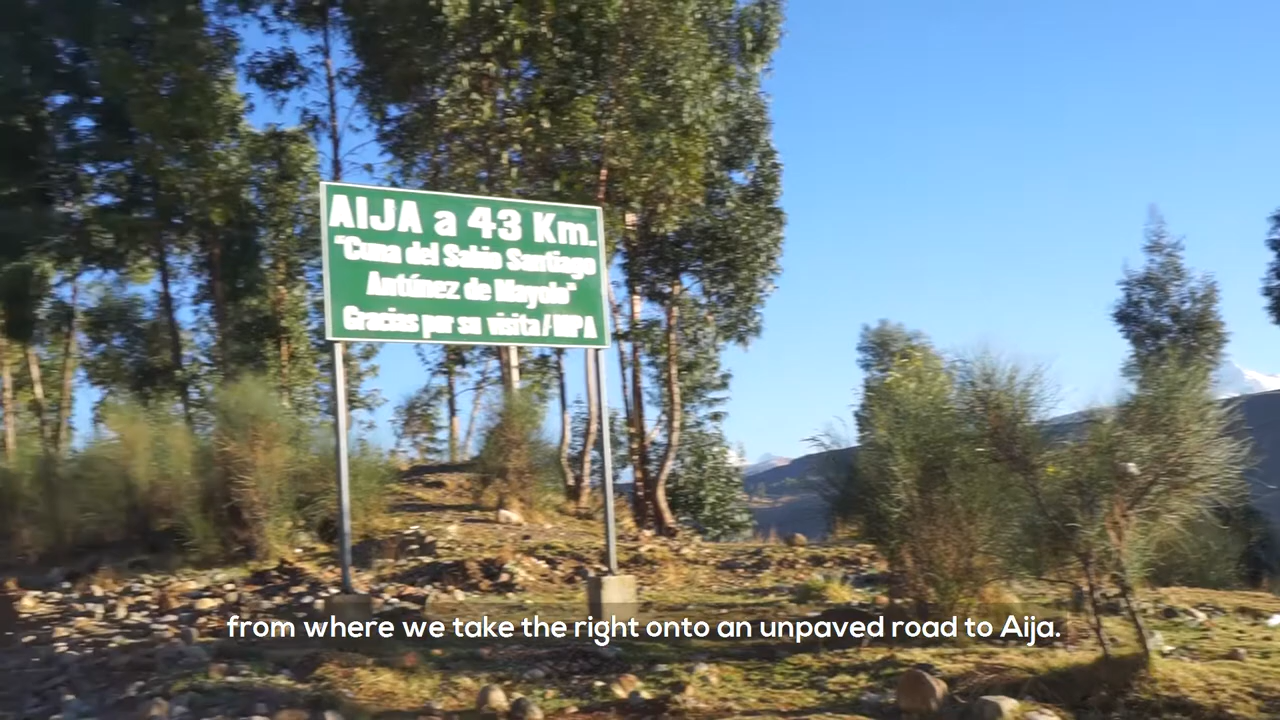 AIJA a 43 Km.
"Cuna del Sabio Santiago
Antúnez de Mayolo"
Gracias por su visita/-MPA
from where we take the right onto an unpaved road to Aija.